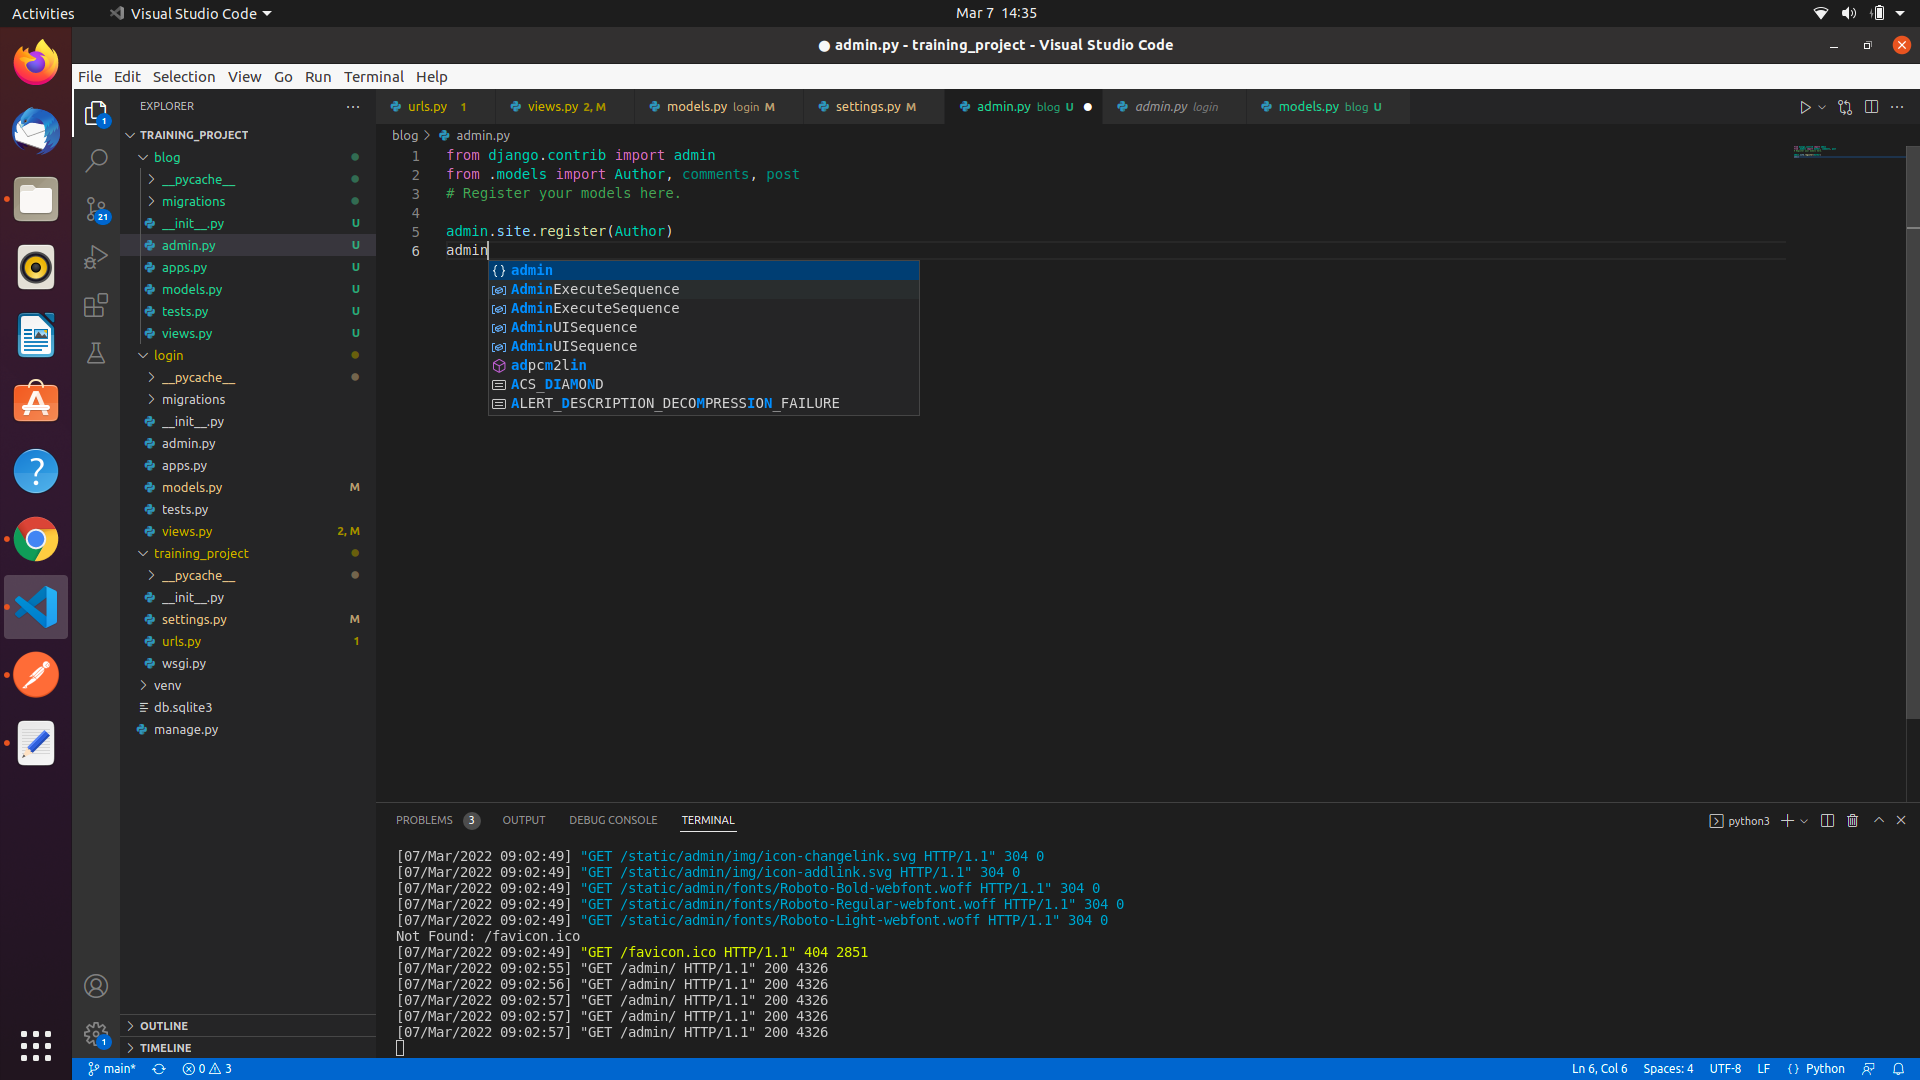 Activities
Visual Studio Code
Mar 7 14:35
● admin.py - training_project - Visual Studio Code
File Edit Selection View Go Run Terminal Help
EXPLORER
TRAINING_PROJECT
blog
__pycache__
migrations
__init__.py U
admin.py U
apps.py U
models.py U
tests.py U
views.py U
login
__pycache__
migrations
__init__.py
admin.py
apps.py
models.py M
tests.py
views.py 2, M
training_project
__pycache__
__init__.py
settings.py M
urls.py 1
wsgi.py
venv
db.sqlite3
manage.py
OUTLINE
TIMELINE
1
21
1
urls.py 1
views.py 2, M
models.py login M
settings.py M
admin.py blog U
admin.py login
models.py blog U
blog > admin.py
1 from django.contrib import admin
2 from .models import Author, comments, post
3 # Register your models here.
4
5 admin.site.register(Author)
6 admin
{} admin
AdminExecuteSequence
AdminExecuteSequence
AdminUISequence
AdminUISequence
adpcm2lin
ACS_DIAMOND
ALERT_DESCRIPTION_DECOMPRESSION_FAILURE
PROBLEMS 3 OUTPUT DEBUG CONSOLE TERMINAL
python3
[07/Mar/2022 09:02:49] "GET /static/admin/img/icon-changelink.svg HTTP/1.1" 304 0
[07/Mar/2022 09:02:49] "GET /static/admin/img/icon-addlink.svg HTTP/1.1" 304 0
[07/Mar/2022 09:02:49] "GET /static/admin/fonts/Roboto-Bold-webfont.woff HTTP/1.1" 304 0
[07/Mar/2022 09:02:49] "GET /static/admin/fonts/Roboto-Regular-webfont.woff HTTP/1.1" 304 0
[07/Mar/2022 09:02:49] "GET /static/admin/fonts/Roboto-Light-webfont.woff HTTP/1.1" 304 0
Not Found: /favicon.ico
[07/Mar/2022 09:02:49] "GET /favicon.ico HTTP/1.1" 404 2851
[07/Mar/2022 09:02:55] "GET /admin/ HTTP/1.1" 200 4326
[07/Mar/2022 09:02:56] "GET /admin/ HTTP/1.1" 200 4326
[07/Mar/2022 09:02:57] "GET /admin/ HTTP/1.1" 200 4326
[07/Mar/2022 09:02:57] "GET /admin/ HTTP/1.1" 200 4326
[07/Mar/2022 09:02:57] "GET /admin/ HTTP/1.1" 200 4326
main* 0 3
Ln 6, Col 6 Spaces: 4 UTF-8 LF {} Python